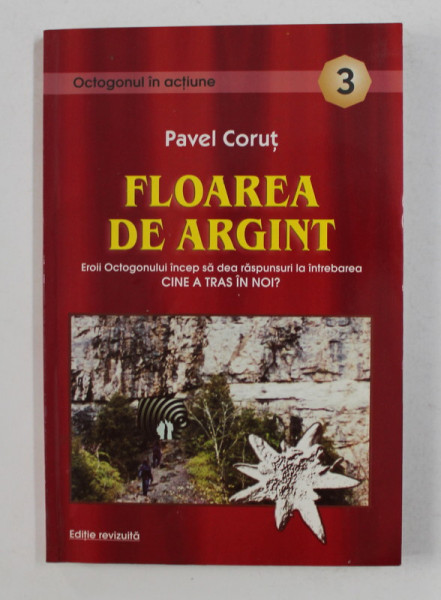 Octogonul în acțiune
3
Pavel Coruț
FLOAREA
DE ARGINT
Eroii Octogonului încep să dea răspunsuri la întrebarea
CINE A TRAS ÎN NOI?
Ediție revizuită